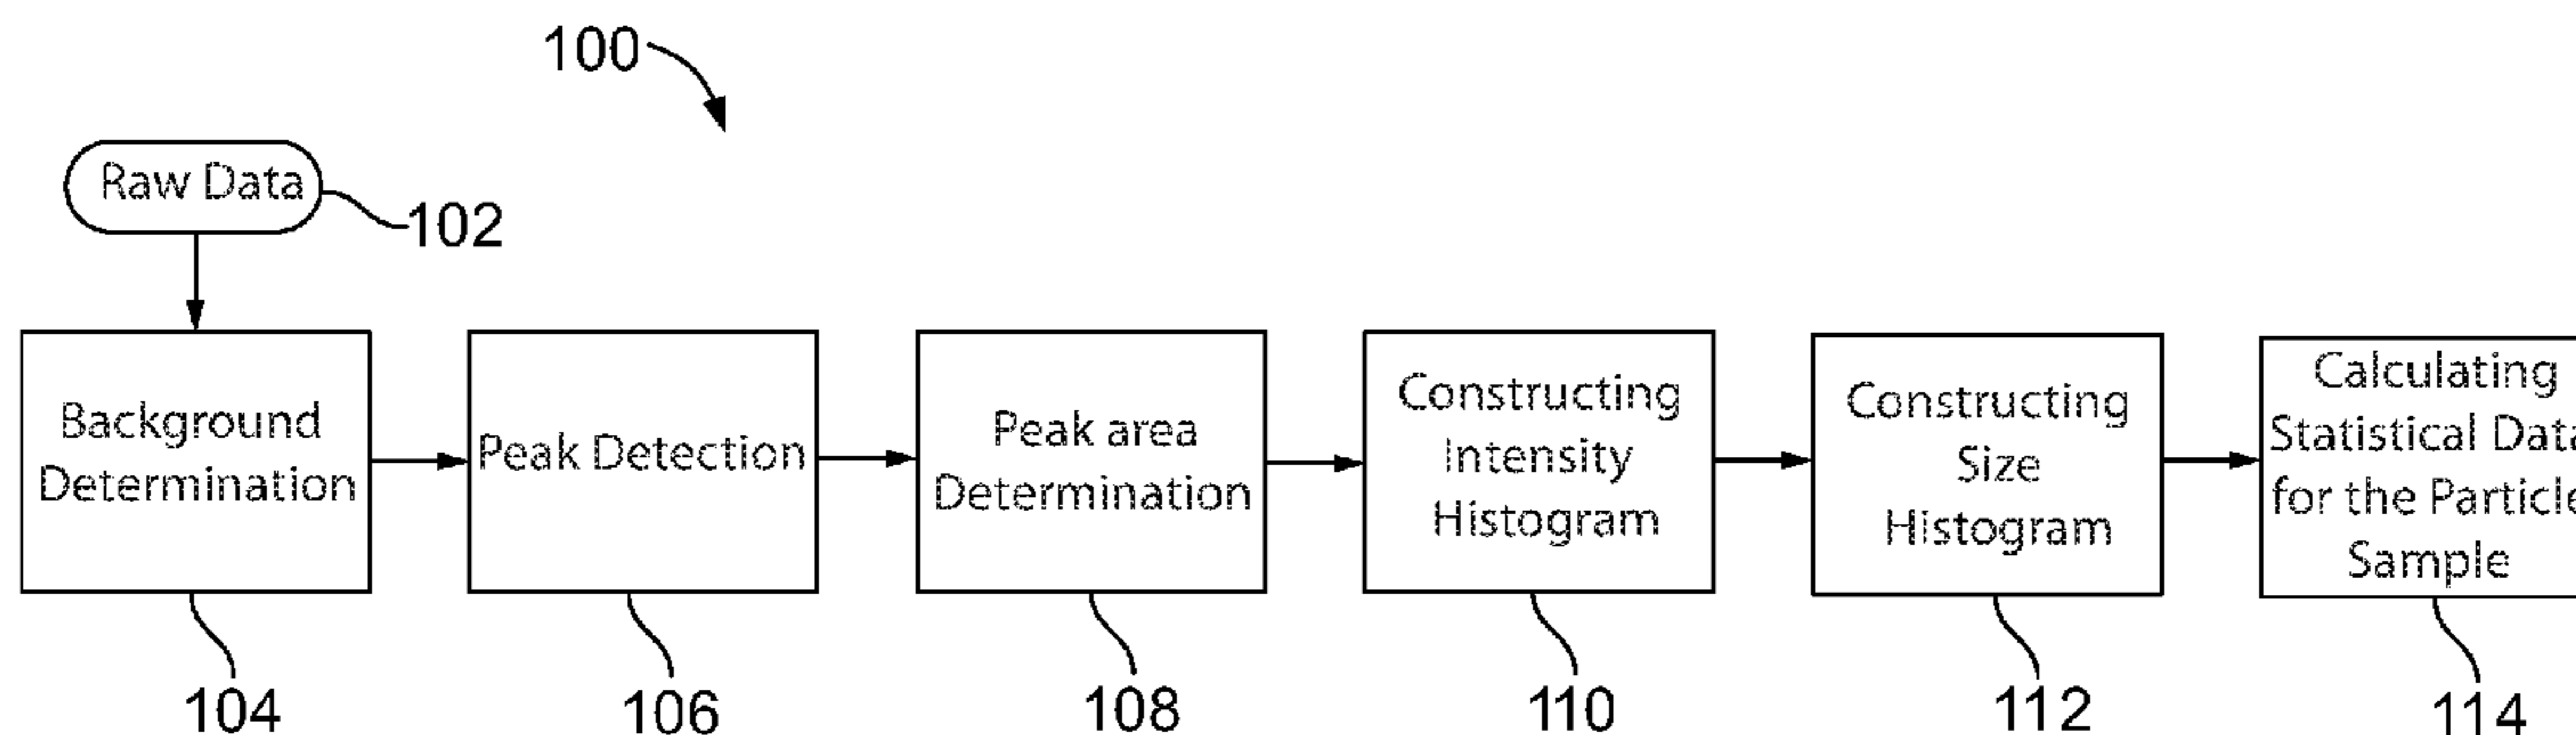 100
Raw Data
102
Background
Determination
Peak Detection
Peak area
Determination
Constructing
Intensity
Histogram
Constructing
Size
Histogram
Calculating
Statistical Data
for the Particle
Sample
104
106
108
110
112
114